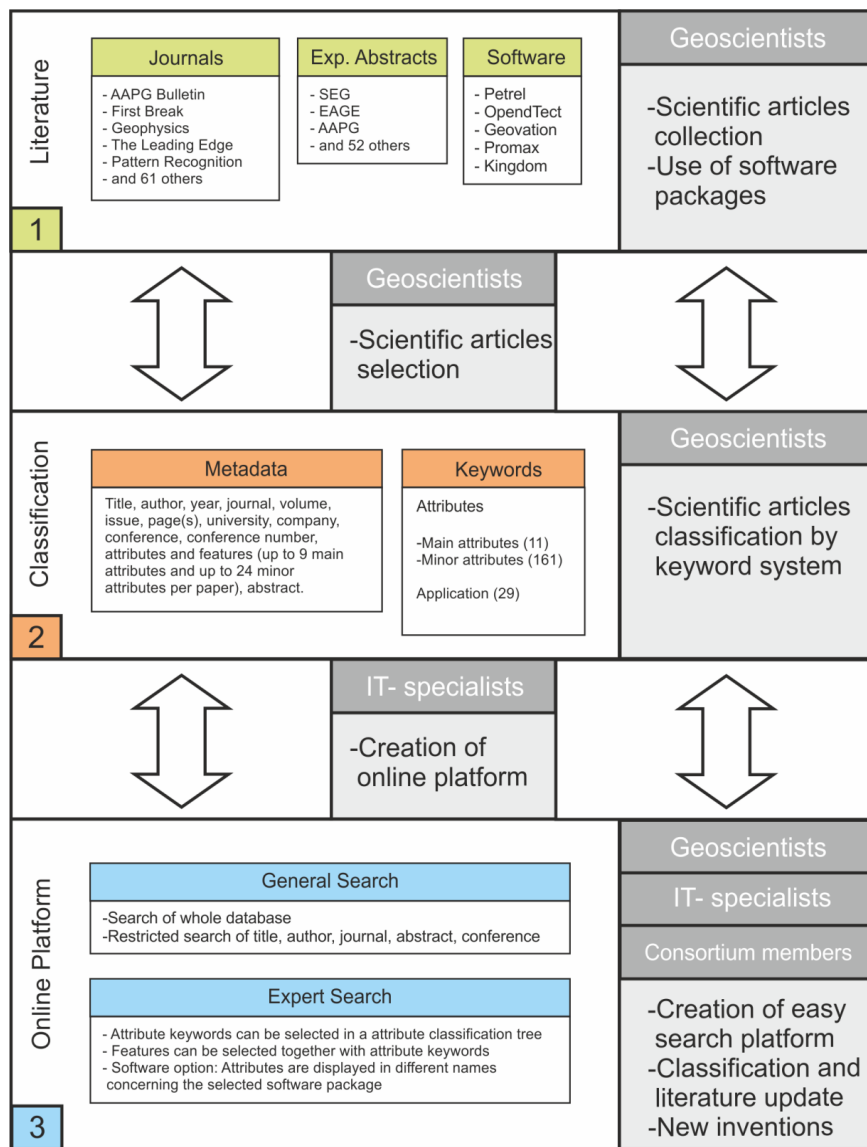 Literature
1
Journals
- AAPG Bulletin
- First Break
- Geophysics
- The Leading Edge
- Pattern Recognition
- and 61 others
Exp. Abstracts
- SEG
- EAGE
- AAPG
- and 52 others
Software
- Petrel
- OpendTect
- Geovation
- Promax
- Kingdom
Geoscientists
-Scientific articles
collection
-Use of software
packages
Geoscientists
-Scientific articles
selection
Classification
2
Metadata
Title, author, year, journal, volume,
issue, page(s), university, company,
conference, conference number,
attributes and features (up to 9 main
attributes and up to 24 minor
attributes per paper), abstract.
Keywords
Attributes
-Main attributes (11)
-Minor attributes (161)
Application (29)
Geoscientists
-Scientific articles
classification by
keyword system
IT- specialists
-Creation of
online platform
Online Platform
3
General Search
-Search of whole database
-Restricted search of title, author, journal, abstract, conference
Expert Search
- Attribute keywords can be selected in a attribute classification tree
- Features can be selected together with attribute keywords
- Software option: Attributes are displayed in different names
concerning the selected software package
Geoscientists
IT- specialists
Consortium members
-Creation of easy
search platform
-Classification and
literature update
-New inventions